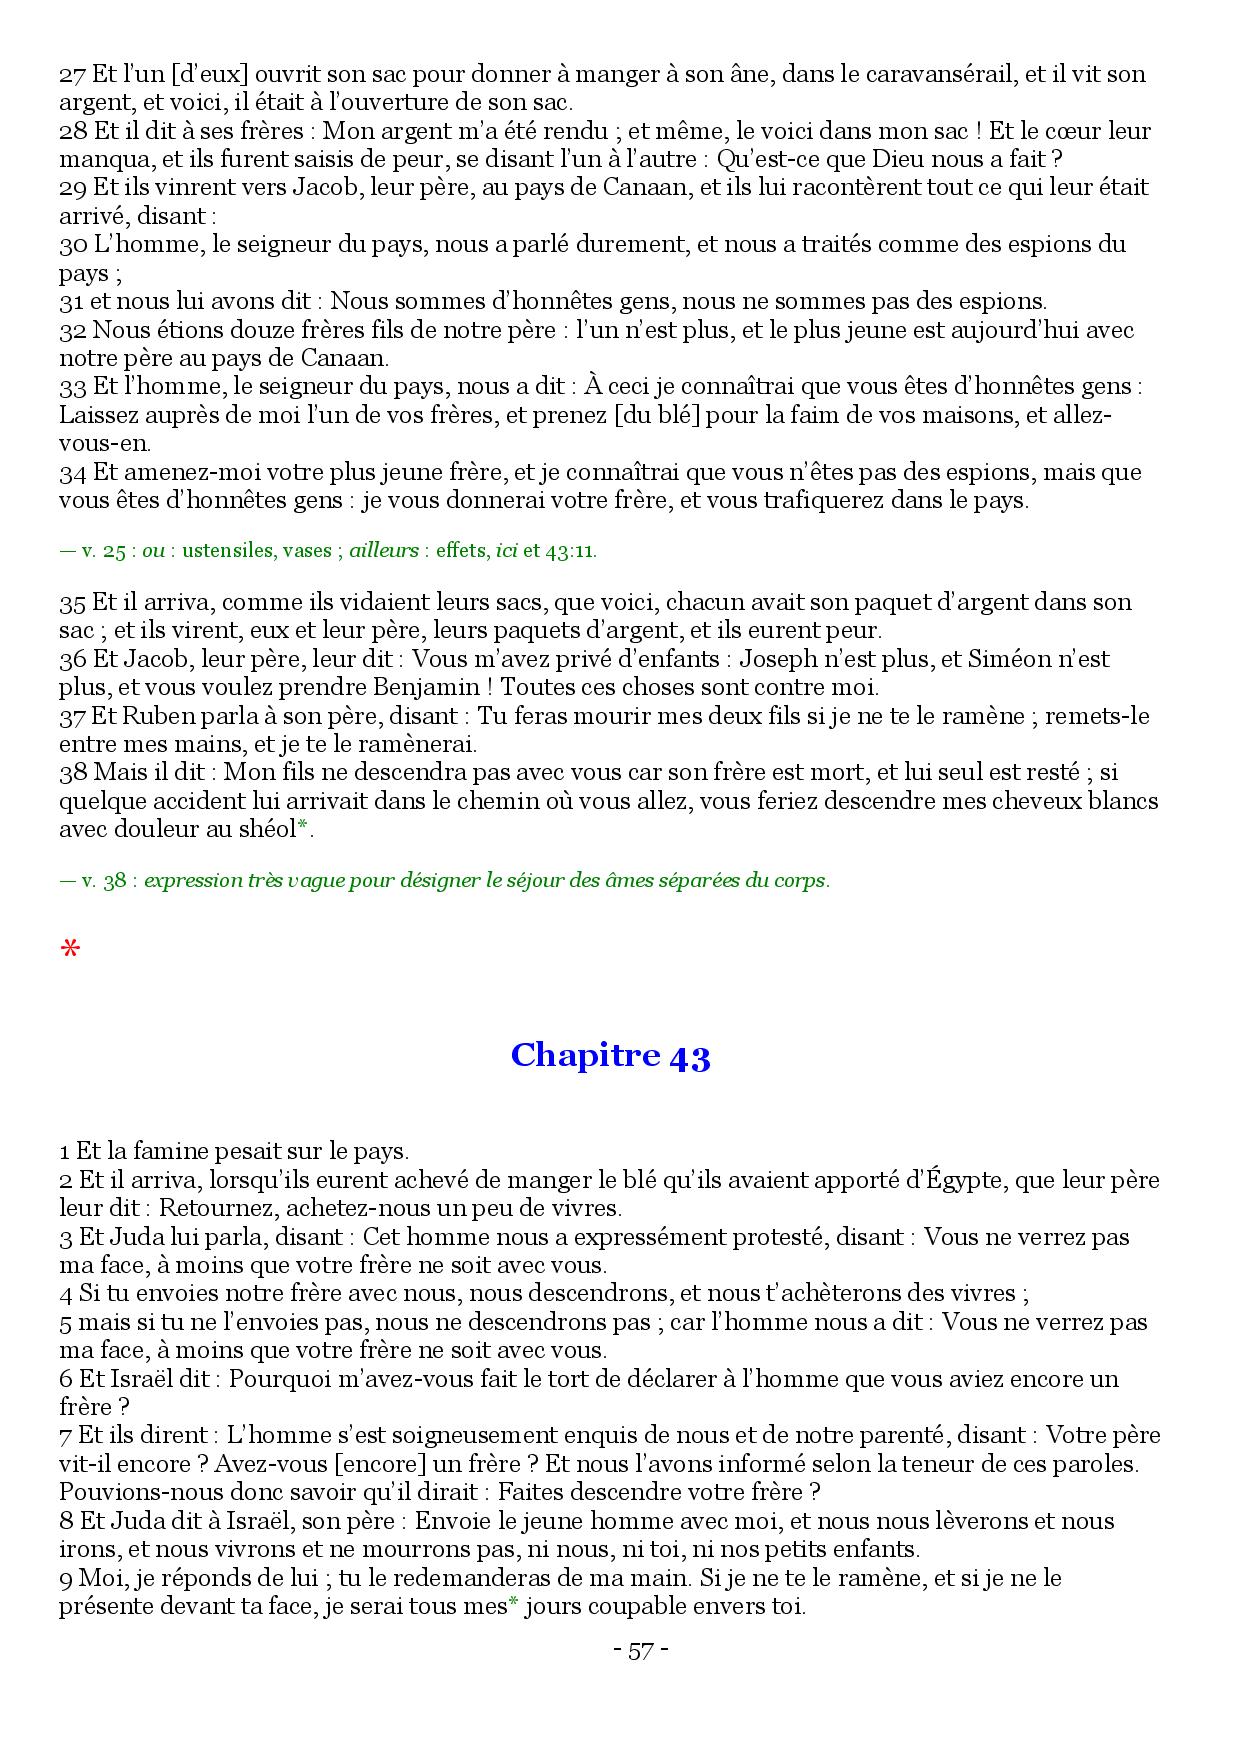 27 Et l’un [d’eux] ouvrit son sac pour donner à manger à son âne, dans le caravansérail, et il vit son
argent, et voici, il était à l’ouverture de son sac.
28 Et il dit à ses frères : Mon argent m’a été rendu ; et même, le voici dans mon sac ! Et le cœur leur
manqua, et ils furent saisis de peur, se disant l’un à l’autre : Qu’est-ce que Dieu nous a fait ?
29 Et ils vinrent vers Jacob, leur père, au pays de Canaan, et ils lui racontèrent tout ce qui leur était
arrivé, disant :
30 L’homme, le seigneur du pays, nous a parlé durement, et nous a traités comme des espions du
pays ;
31 et nous lui avons dit : Nous sommes d’honnêtes gens, nous ne sommes pas des espions.
32 Nous étions douze frères fils de notre père : l’un n’est plus, et le plus jeune est aujourd’hui avec
notre père au pays de Canaan.
33 Et l’homme, le seigneur du pays, nous a dit : À ceci je connaîtrai que vous êtes d’honnêtes gens :
Laissez auprès de moi l’un de vos frères, et prenez [du blé] pour la faim de vos maisons, et allez-
vous-en.
34 Et amenez-moi votre plus jeune frère, et je connaîtrai que vous n’êtes pas des espions, mais que
vous êtes d’honnêtes gens : je vous donnerai votre frère, et vous trafiquerez dans le pays.
— v. 25 : ou : ustensiles, vases ; ailleurs : effets, ici et 43:11.
35 Et il arriva, comme ils vidaient leurs sacs, que voici, chacun avait son paquet d’argent dans son
sac ; et ils virent, eux et leur père, leurs paquets d’argent, et ils eurent peur.
36 Et Jacob, leur père, leur dit : Vous m’avez privé d’enfants : Joseph n’est plus, et Siméon n’est
plus, et vous voulez prendre Benjamin ! Toutes ces choses sont contre moi.
37 Et Ruben parla à son père, disant : Tu feras mourir mes deux fils si je ne te le ramène ; remets-le
entre mes mains, et je te le ramènerai.
38 Mais il dit : Mon fils ne descendra pas avec vous car son frère est mort, et lui seul est resté ; si
quelque accident lui arrivait dans le chemin où vous allez, vous feriez descendre mes cheveux blancs
avec douleur au shéol*.
— v. 38 : expression très vague pour désigner le séjour des âmes séparées du corps.
*
Chapitre 43
1 Et la famine pesait sur le pays.
2 Et il arriva, lorsqu’ils eurent achevé de manger le blé qu’ils avaient apporté d’Égypte, que leur père
leur dit : Retournez, achetez-nous un peu de vivres.
3 Et Juda lui parla, disant : Cet homme nous a expressément protesté, disant : Vous ne verrez pas
ma face, à moins que votre frère ne soit avec vous.
4 Si tu envoies notre frère avec nous, nous descendrons, et nous t’achèterons des vivres ;
5 mais si tu ne l’envoies pas, nous ne descendrons pas ; car l’homme nous a dit : Vous ne verrez pas
ma face, à moins que votre frère ne soit avec vous.
6 Et Israël dit : Pourquoi m’avez-vous fait le tort de déclarer à l’homme que vous aviez encore un
frère ?
7 Et ils dirent : L’homme s’est soigneusement enquis de nous et de notre parenté, disant : Votre père
vit-il encore ? Avez-vous [encore] un frère ? Et nous l’avons informé selon la teneur de ces paroles.
Pouvions-nous donc savoir qu’il dirait : Faites descendre votre frère ?
8 Et Juda dit à Israël, son père : Envoie le jeune homme avec moi, et nous nous lèverons et nous
irons, et nous vivrons et ne mourrons pas, ni nous, ni toi, ni nos petits enfants.
9 Moi, je réponds de lui ; tu le redemanderas de ma main. Si je ne te le ramène, et si je ne le
présente devant ta face, je serai tous mes* jours coupable envers toi.
- 57 -